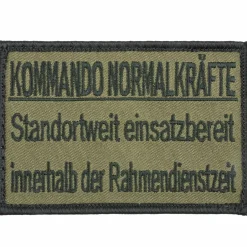 KOMMANDO NORMALKRÄFTE
Standortweit einsatzbereit
innerhalb der Rahmendienstzeit